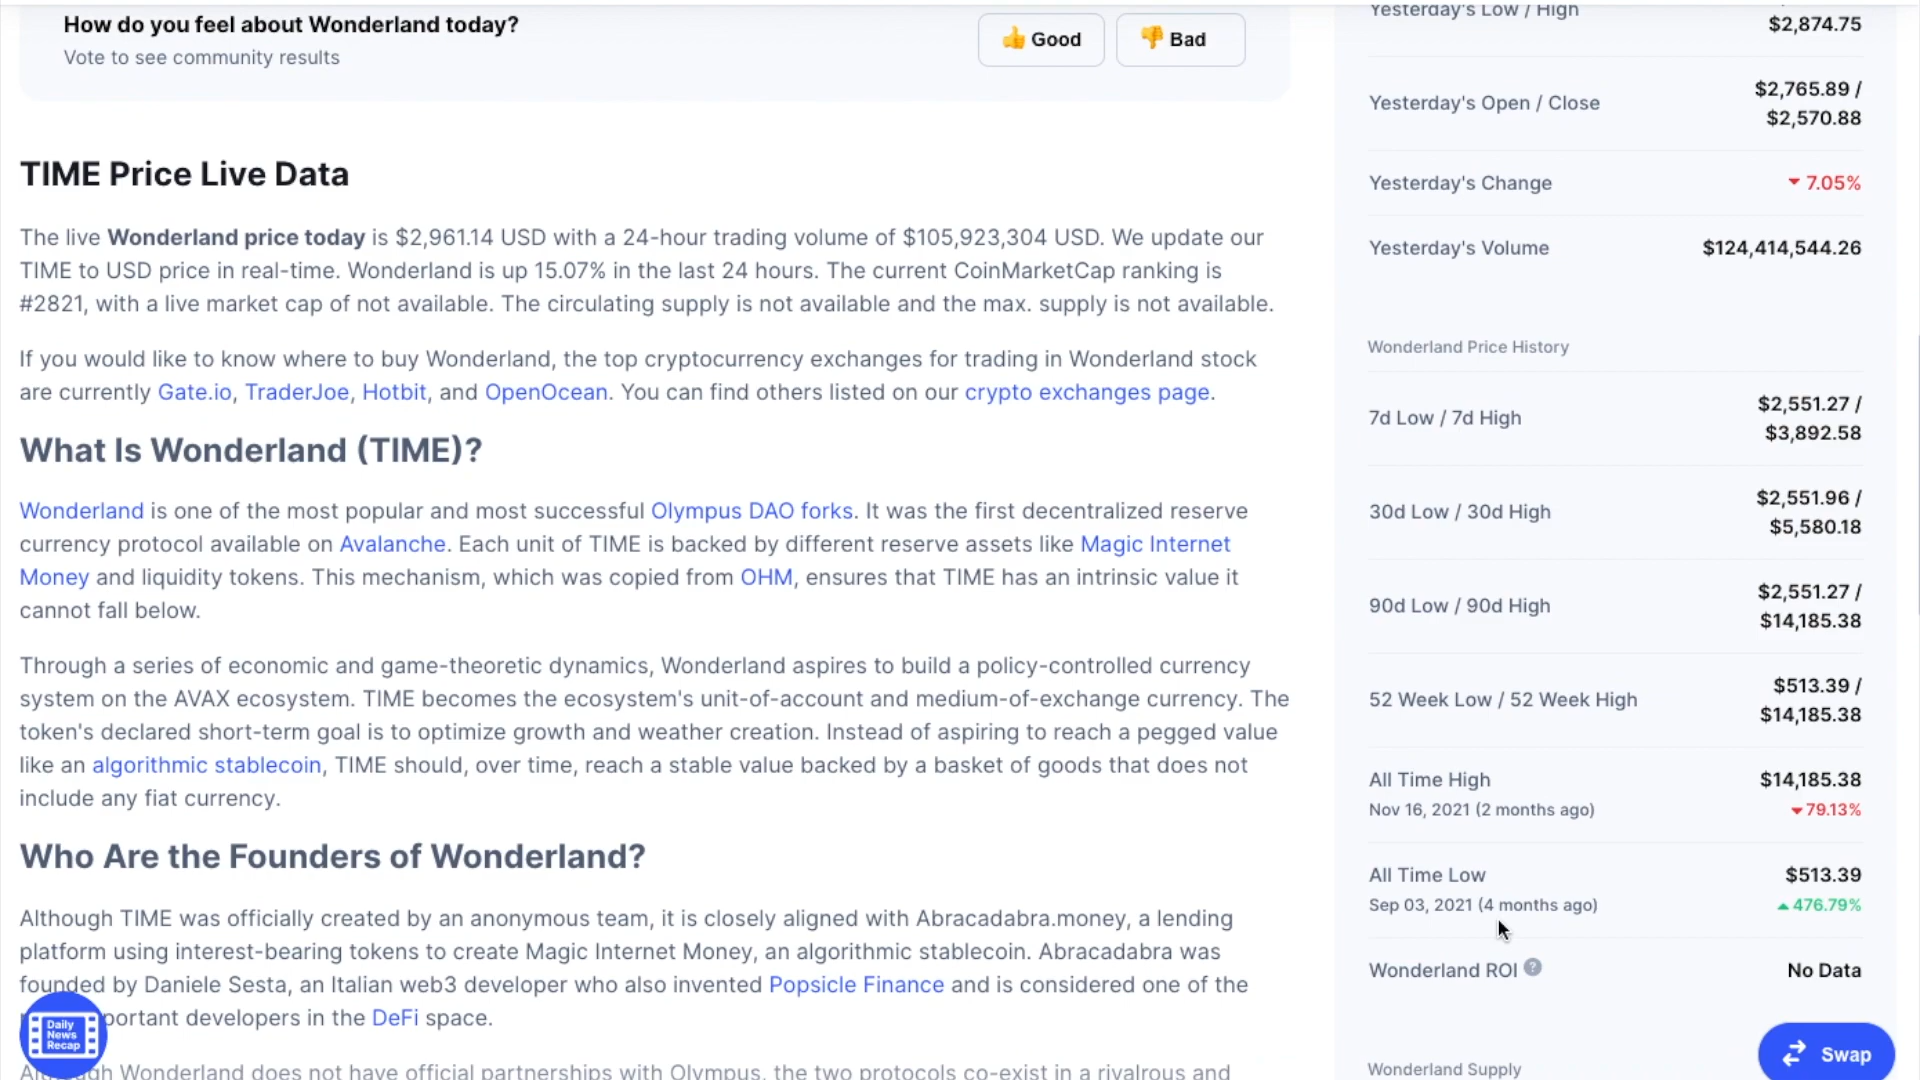 How do you feel about Wonderland today?
Vote to see community results
👍 Good
👎 Bad
TIME Price Live Data
The live Wonderland price today is $2,961.14 USD with a 24-hour trading volume of $105,923,304 USD. We update our
TIME to USD price in real-time. Wonderland is up 15.07% in the last 24 hours. The current CoinMarketCap ranking is
#2821, with a live market cap of not available. The circulating supply is not available and the max. supply is not available.
If you would like to know where to buy Wonderland, the top cryptocurrency exchanges for trading in Wonderland stock
are currently Gate.io, TraderJoe, Hotbit, and OpenOcean. You can find others listed on our crypto exchanges page.
What Is Wonderland (TIME)?
Wonderland is one of the most popular and most successful Olympus DAO forks. It was the first decentralized reserve
currency protocol available on Avalanche. Each unit of TIME is backed by different reserve assets like Magic Internet
Money and liquidity tokens. This mechanism, which was copied from OHM, ensures that TIME has an intrinsic value it
cannot fall below.
Through a series of economic and game-theoretic dynamics, Wonderland aspires to build a policy-controlled currency
system on the AVAX ecosystem. TIME becomes the ecosystem's unit-of-account and medium-of-exchange currency. The
token's declared short-term goal is to optimize growth and weather creation. Instead of aspiring to reach a pegged value
like an algorithmic stablecoin, TIME should, over time, reach a stable value backed by a basket of goods that does not
include any fiat currency.
Who Are the Founders of Wonderland?
Although TIME was officially created by an anonymous team, it is closely aligned with Abracadabra.money, a lending
platform using interest-bearing tokens to create Magic Internet Money, an algorithmic stablecoin. Abracadabra was
founded by Daniele Sesta, an Italian web3 developer who also invented Popsicle Finance and is considered one of the
portant developers in the DeFi space.
Wonderland does not have official partnerships with Olympus, the two protocols co-exist in a rivalrous and
Daily
News
Recap
Yesterday's Low / High
$2,874.75
Yesterday's Open / Close
$2,765.89 /
$2,570.88
Yesterday's Change
7.05%
Yesterday's Volume
$124,414,544.26
Wonderland Price History
7d Low / 7d High
$2,551.27 /
$3,892.58
30d Low / 30d High
$2,551.96 /
$5,580.18
90d Low / 90d High
$2,551.27 /
$14,185.38
52 Week Low / 52 Week High
$513.39 /
$14,185.38
All Time High
$14,185.38
Nov 16, 2021 (2 months ago)
79.13%
All Time Low
$513.39
Sep 03, 2021 (4 months ago)
476.79%
Wonderland ROI
No Data
Swap
Wonderland Supply